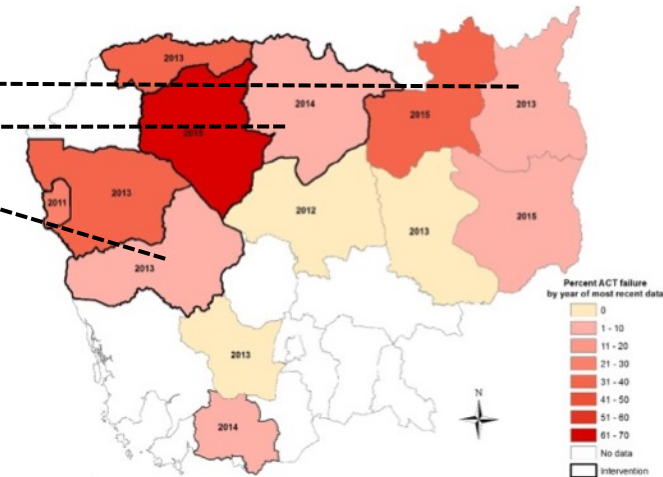 2013
2014
2013
2015
2015
2013
2011
2012
2013
2015
2013
2013
2014
Percent ACT failure
by year of most recent data
0
1 - 10
11 - 20
21 - 30
31 - 40
41 - 50
51 - 60
61 - 70
No data
Intervention
N